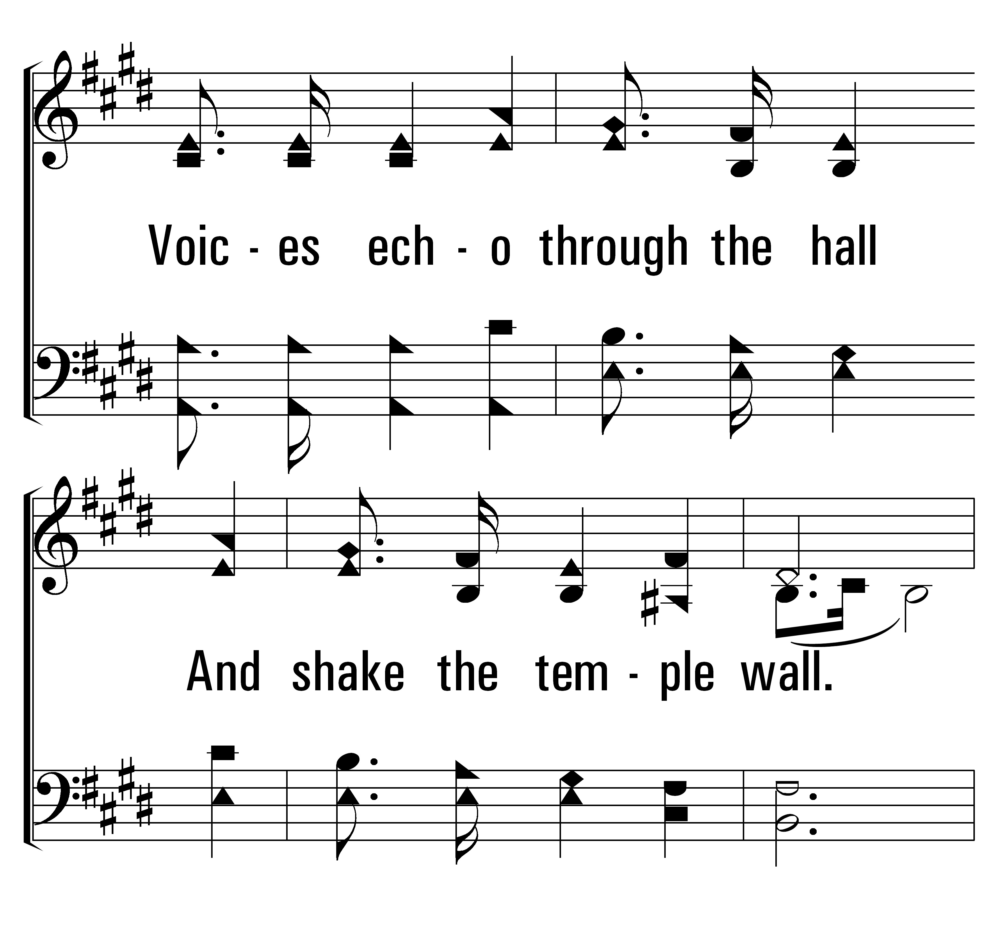 Voic - es ech - o through the hall
And shake the tem - ple wall.